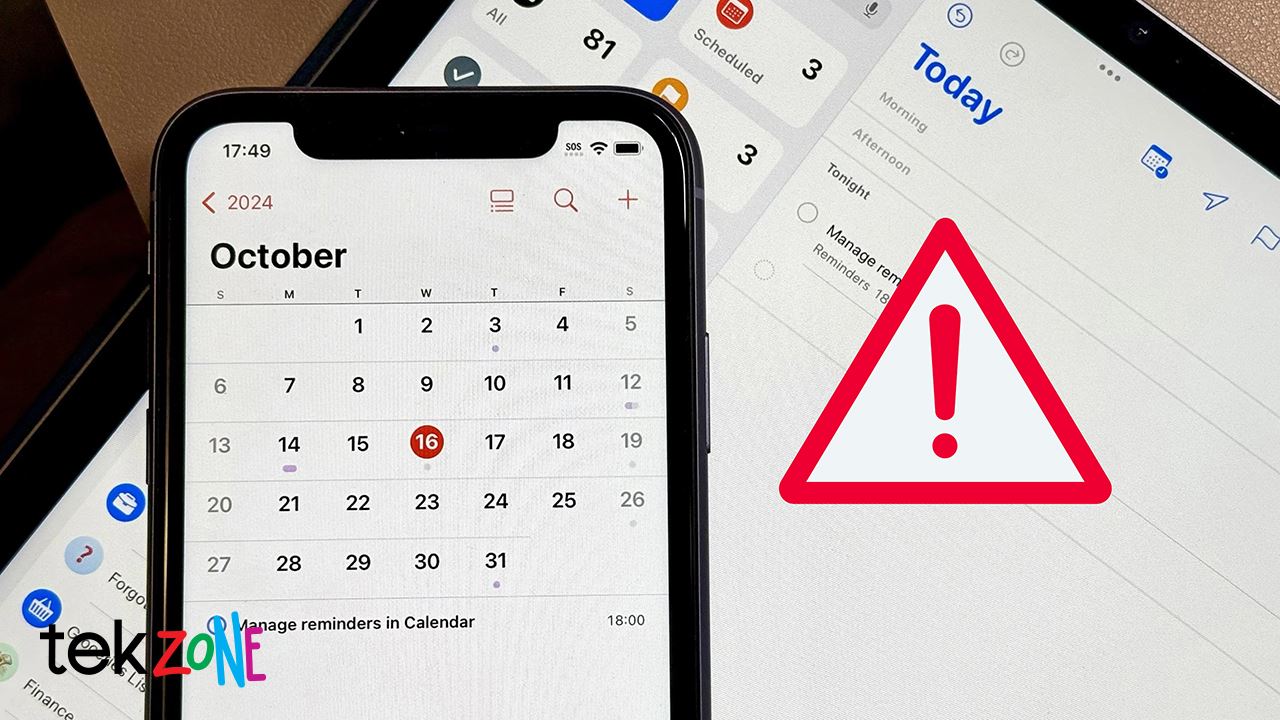 All
81
Scheduled
3
3
Today
Morning
Afternoon
Tonight
Manage rem
Reminders 18
17:49
SOS
2024
October
S M T W T F S
1 2 3 4 5
6 7 8 9 10 11 12
13 14 15 16 17 18 19
20 21 22 23 24 25 26
27 28 29 30 31
Manage reminders in Calendar 18:00
?
Finance
tekZONE
!